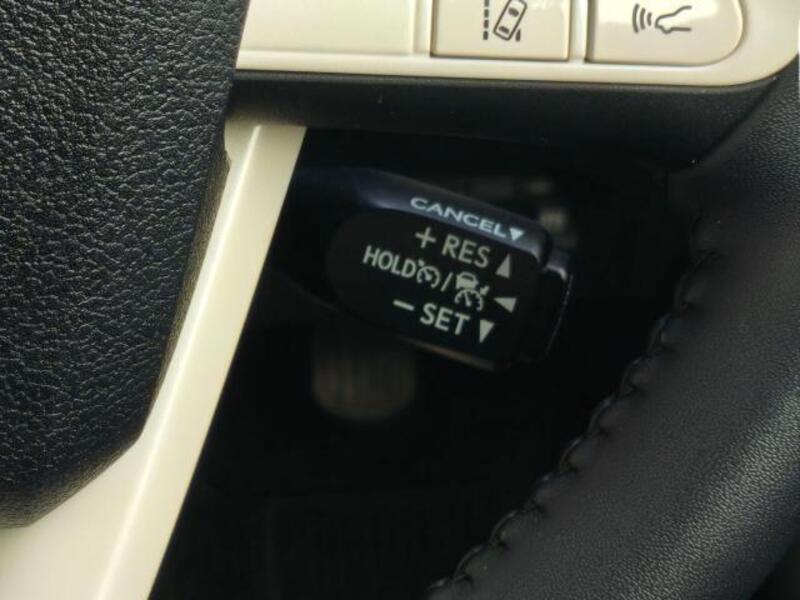 CANCEL▼
+ RES ▲
HOLD / ◀
− SET ▼